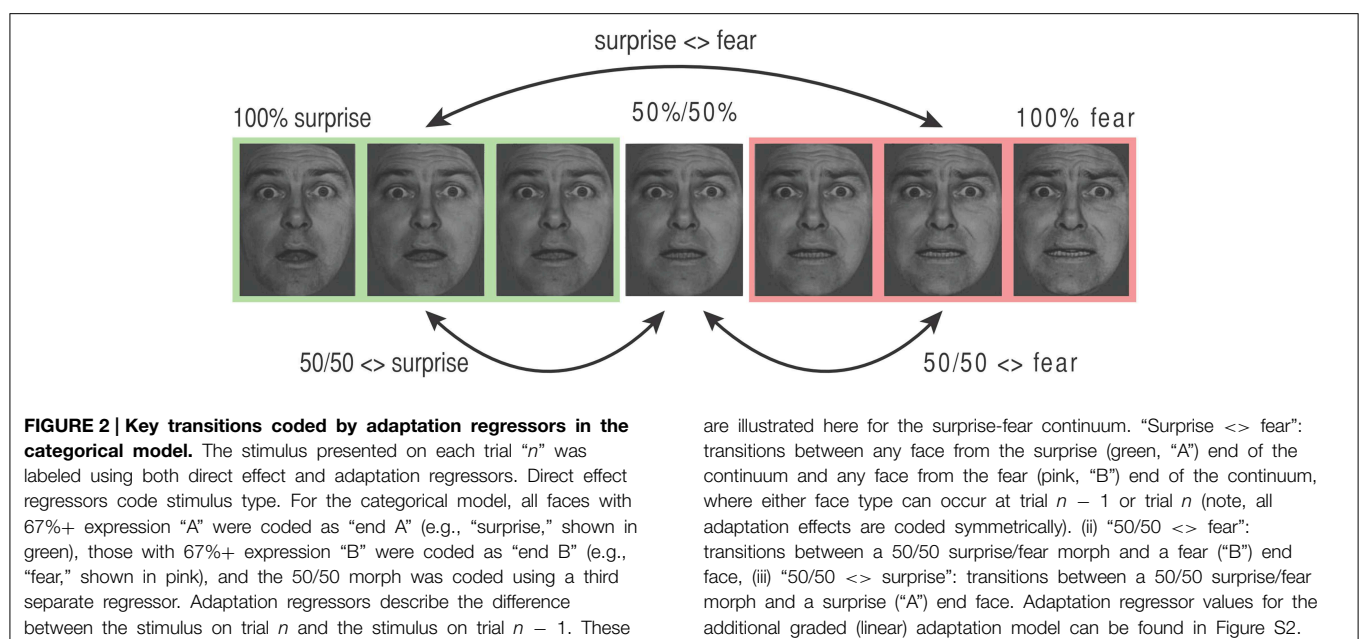 surprise <> fear
100% surprise
50%/50%
100% fear
50/50 <> surprise
50/50 <> fear
FIGURE 2 | Key transitions coded by adaptation regressors in the
categorical model. The stimulus presented on each trial “n” was
labeled using both direct effect and adaptation regressors. Direct effect
regressors code stimulus type. For the categorical model, all faces with
67%+ expression “A” were coded as “end A” (e.g., “surprise,” shown in
green), those with 67%+ expression “B” were coded as “end B” (e.g.,
“fear,” shown in pink), and the 50/50 morph was coded using a third
separate regressor. Adaptation regressors describe the difference
between the stimulus on trial n and the stimulus on trial n − 1. These
are illustrated here for the surprise-fear continuum. “Surprise <> fear”:
transitions between any face from the surprise (green, “A”) end of the
continuum and any face from the fear (pink, “B”) end of the continuum,
where either face type can occur at trial n − 1 or trial n (note, all
adaptation effects are coded symmetrically). (ii) “50/50 <> fear”:
transitions between a 50/50 surprise/fear morph and a fear (“B”) end
face, (iii) “50/50 <> surprise”: transitions between a 50/50 surprise/fear
morph and a surprise (“A”) end face. Adaptation regressor values for the
additional graded (linear) adaptation model can be found in Figure S2.